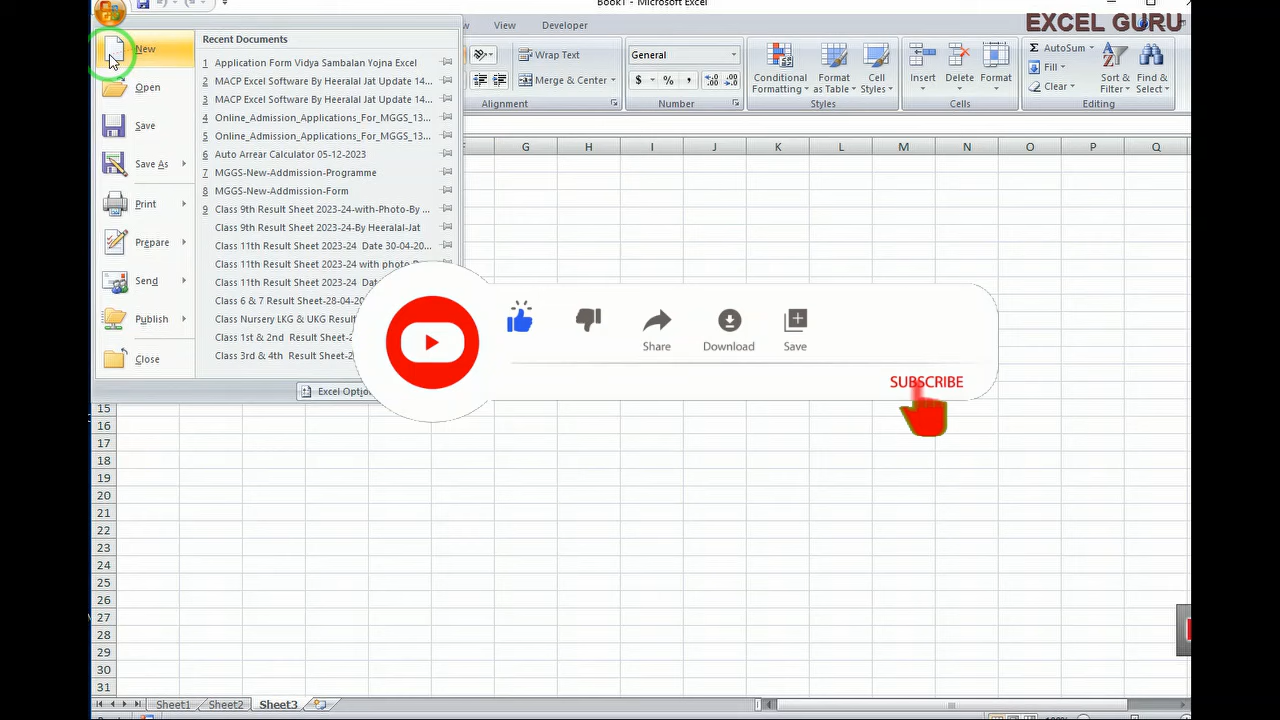 Book1 - Microsoft Excel
EXCEL GURU
View Developer
New
Open
Save
Save As
Print
Prepare
Send
Publish
Close
Recent Documents
1 Application Form Vidya Sambalan Yojna Excel
2 MACP Excel Software By Heeralal Jat Update 14...
3 MACP Excel Software By Heeralal Jat Update 14...
4 Online_Admission_Applications_For_MGGS_13...
5 Online_Admission_Applications_For_MGGS_13...
6 Auto Arrear Calculator 05-12-2023
7 MGGS-New-Addmission-Programme
8 MGGS-New-Addmission-Form
9 Class 9th Result Sheet 2023-24-with-Photo-By ...
Class 9th Result Sheet 2023-24-By Heeralal-Jat
Class 11th Result Sheet 2023-24 Date 30-04-20...
Class 11th Result Sheet 2023-24 with photo
Class 11th Result Sheet 2023-24 Da
Class 6 & 7 Result Sheet-28-04-20
Class Nursery LKG & UKG Result
Class 1st & 2nd Result Sheet-2
Class 3rd & 4th Result Sheet-2
Excel Optio
Wrap Text
Merge & Center
Alignment
General
$ % ,
Number
Conditional Formatting
Format as Table
Cell Styles
Styles
Insert
Delete
Format
Cells
Σ AutoSum
Fill
Clear
Sort & Filter
Find & Select
Editing
G H I J K L M N O P Q
Share
Download
Save
SUBSCRIBE
15
16
17
18
19
20
21
22
23
24
25
26
27
28
29
30
31
Sheet1 Sheet2 Sheet3